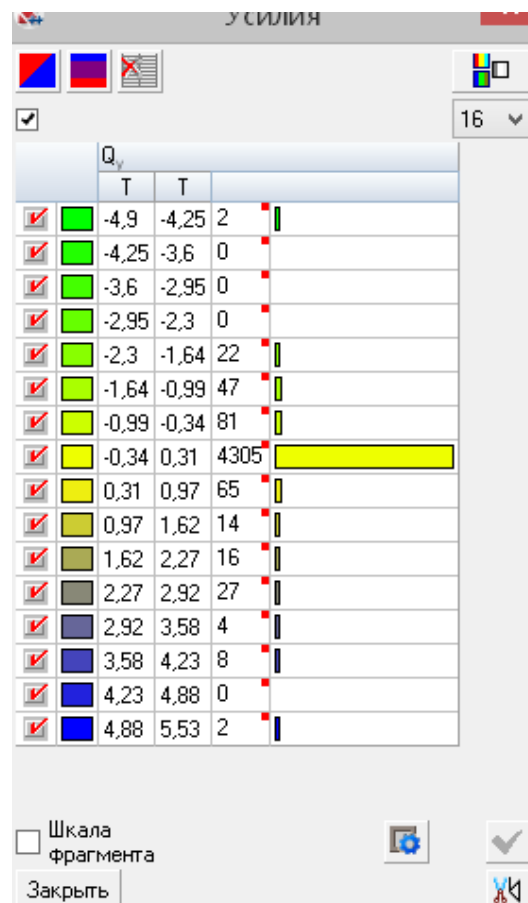 Усилия
16
Qy
Т Т
-4,9 -4,25 2
-4,25 -3,6 0
-3,6 -2,95 0
-2,95 -2,3 0
-2,3 -1,64 22
-1,64 -0,99 47
-0,99 -0,34 81
-0,34 0,31 4305
0,31 0,97 65
0,97 1,62 14
1,62 2,27 16
2,27 2,92 27
2,92 3,58 4
3,58 4,23 8
4,23 4,88 0
4,88 5,53 2
Шкала
фрагмента
Закрыть